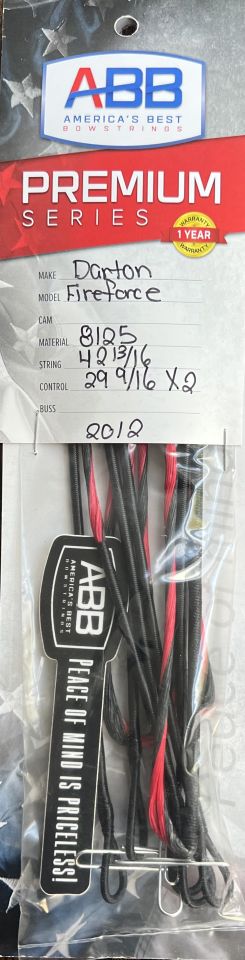 ABB
AMERICA'S BEST
BOWSTRINGS
PREMIUM
SERIES
WARRANTY
1 YEAR
WARRANTY
MAKE Darton
MODEL Fireforce
CAM
MATERIAL 8125
STRING 42 13/16
CONTROL 29 9/16 X2
BUSS
2012
ABB
AMERICA'S BEST
BOWSTRINGS
PEACE OF MIND IS PRICELESS!